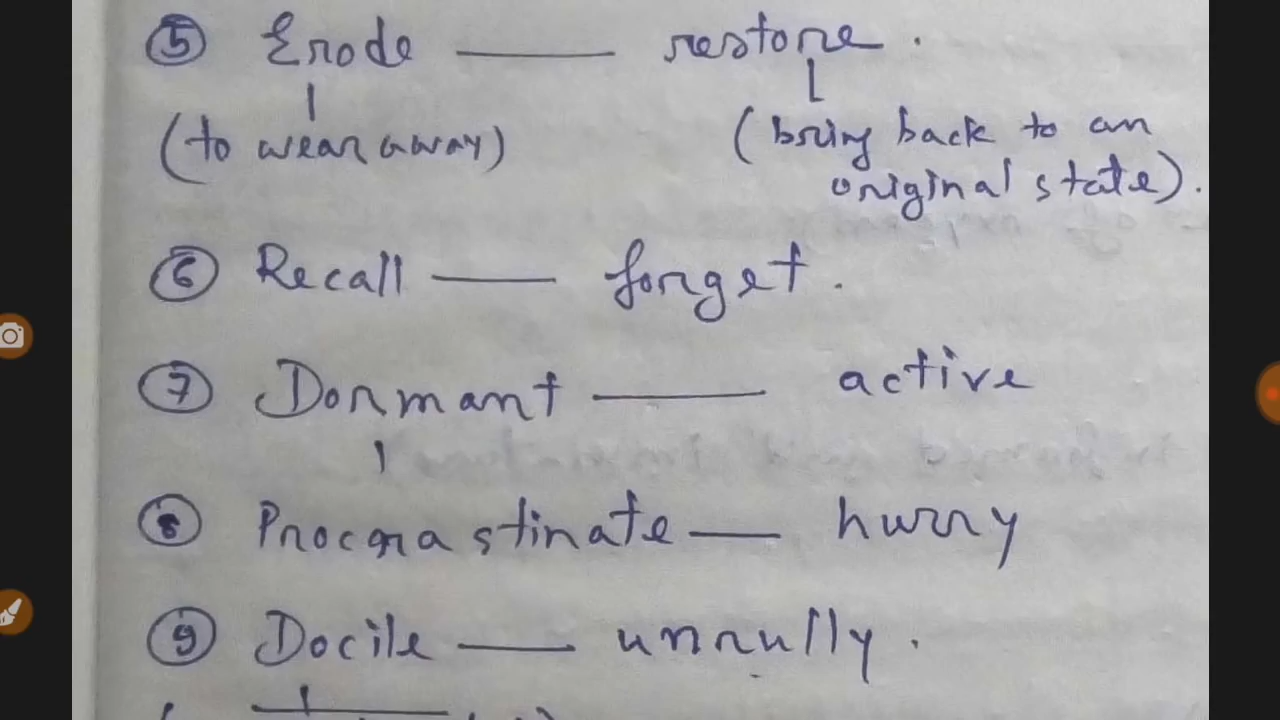 ⑤ Erode — restore.
(to wear away) (bring back to an
original state).
⑥ Recall — forget.
⑦ Dormant — active
⑧ Procrastinate — hurry
⑨ Docile — unrully.